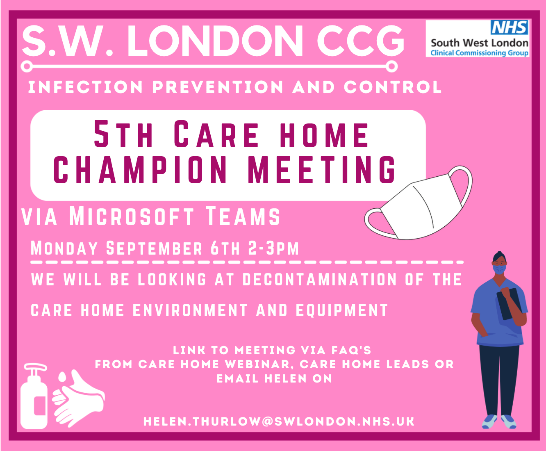 S.W. LONDON CCG
NHS
South West London
Clinical Commissioning Group
INFECTION PREVENTION AND CONTROL
5TH CARE HOME
CHAMPION MEETING
VIA MICROSOFT TEAMS
MONDAY SEPTEMBER 6TH 2-3PM
WE WILL BE LOOKING AT DECONTAMINATION OF THE
CARE HOME ENVIRONMENT AND EQUIPMENT
LINK TO MEETING VIA FAQ'S
FROM CARE HOME WEBINAR, CARE HOME LEADS OR
EMAIL HELEN ON
HELEN.THURLOW@SWLONDON.NHS.UK